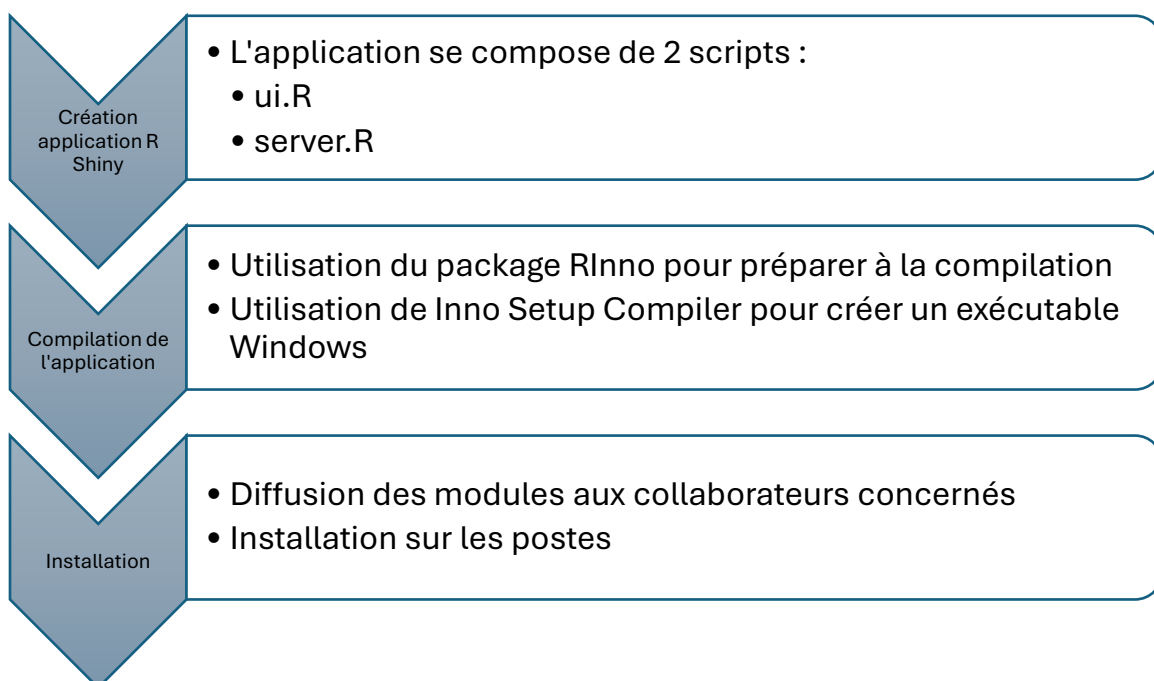 Création
application R
Shiny
• L'application se compose de 2 scripts :
• ui.R
• server.R
Compilation de
l'application
• Utilisation du package RInno pour préparer à la compilation
• Utilisation de Inno Setup Compiler pour créer un exécutable
Windows
Installation
• Diffusion des modules aux collaborateurs concernés
• Installation sur les postes